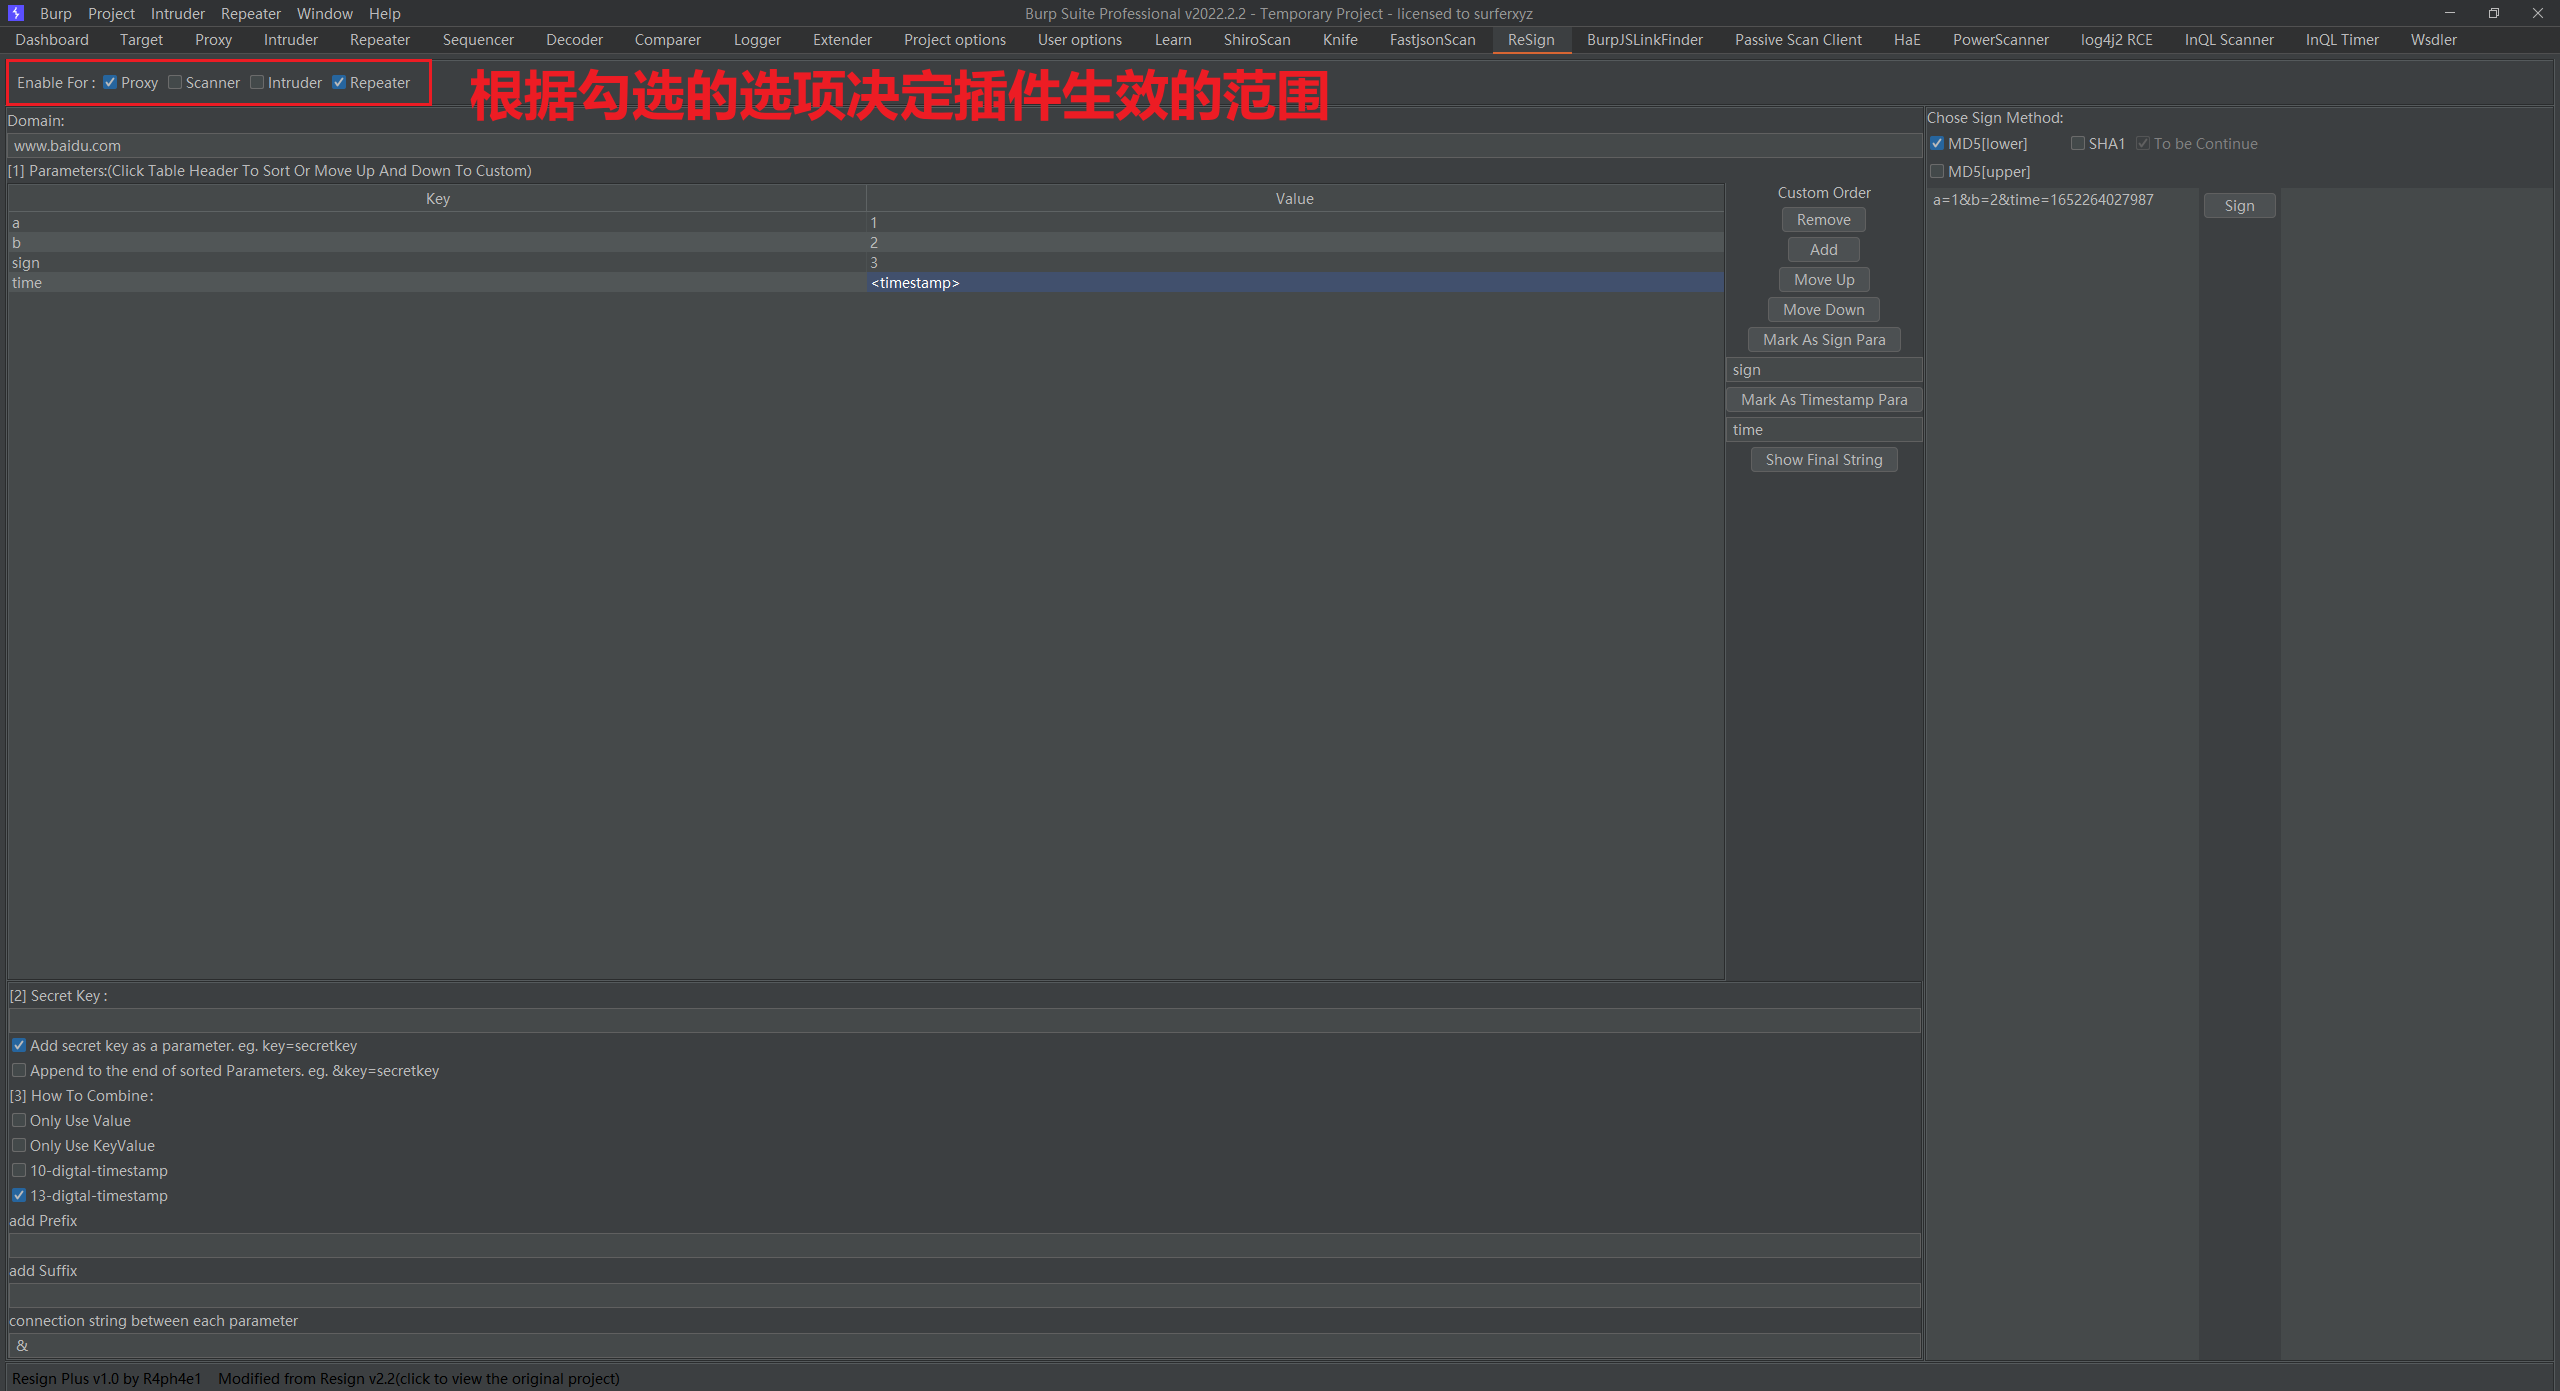 Burp Project Intruder Repeater Window Help
Burp Suite Professional v2022.2.2 - Temporary Project - licensed to surferxyz
Dashboard Target Proxy Intruder Repeater Sequencer Decoder Comparer Logger Extender Project options User options Learn ShiroScan Knife FastjsonScan ReSign BurpJSLinkFinder Passive Scan Client HaE PowerScanner log4j2 RCE InQL Scanner InQL Timer Wsdler
Enable For : Proxy Scanner Intruder Repeater
根据勾选的选项决定插件生效的范围
Domain:
www.baidu.com
[1] Parameters:(Click Table Header To Sort Or Move Up And Down To Custom)
Key Value
a 1
b 2
sign 3
time <timestamp>
Custom Order
Remove
Add
Move Up
Move Down
Mark As Sign Para
sign
Mark As Timestamp Para
time
Show Final String
Chose Sign Method:
MD5[lower] SHA1 To be Continue
MD5[upper]
a=1&b=2&time=1652264027987
Sign
[2] Secret Key :
Add secret key as a parameter. eg. key=secretkey
Append to the end of sorted Parameters. eg. &key=secretkey
[3] How To Combine :
Only Use Value
Only Use KeyValue
10-digtal-timestamp
13-digtal-timestamp
add Prefix
add Suffix
connection string between each parameter
&
Resign Plus v1.0 by R4ph4e1 Modified from Resign v2.2(click to view the original project)